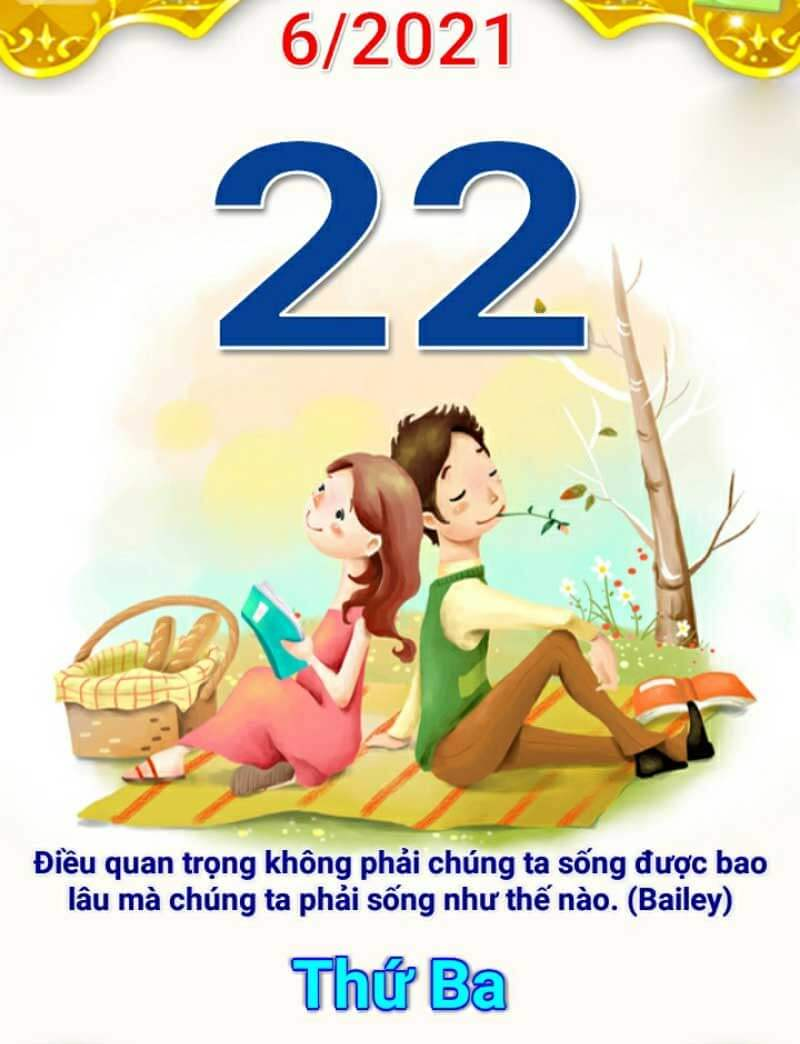 6/2021
22
Điều quan trọng không phải chúng ta sống được bao
lâu mà chúng ta phải sống như thế nào. (Bailey)
Thứ Ba